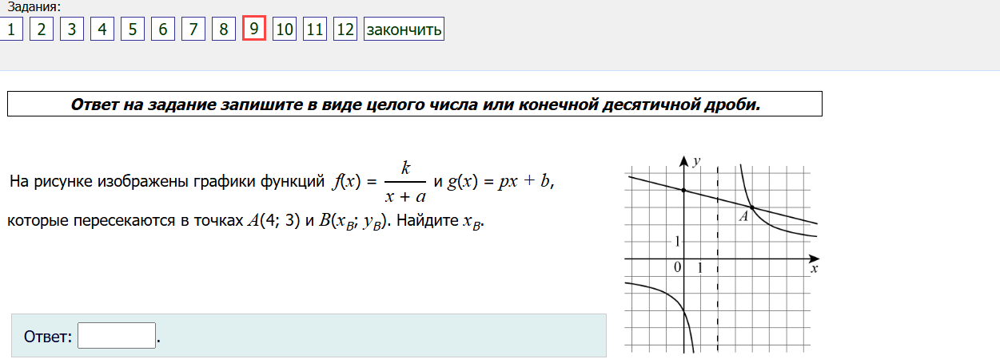 Задания:
1 2 3 4 5 6 7 8 9 10 11 12 закончить
Ответ на задание запишите в виде целого числа или конечной десятичной дроби.
На рисунке изображены графики функций f(x) = k/(x + a) и g(x) = px + b,
которые пересекаются в точках A(4; 3) и B(x_B; y_B). Найдите x_B.
y
A
1
0 1
x
Ответ: .